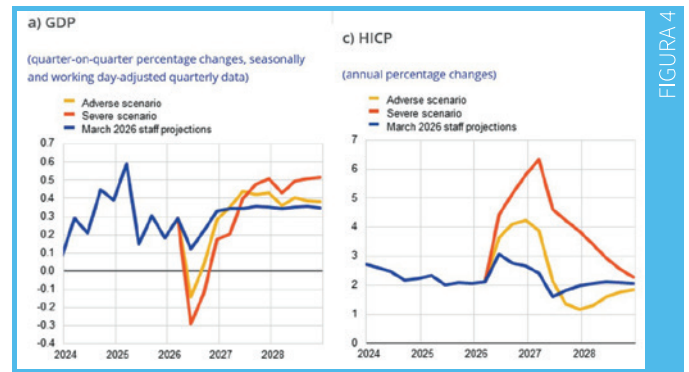 a) GDP
(quarter-on-quarter percentage changes, seasonally
and working day-adjusted quarterly data)
Adverse scenario
Severe scenario
March 2026 staff projections
0.7
0.6
0.5
0.4
0.3
0.2
0.1
0.0
-0.1
-0.2
-0.3
-0.4
2024 2025 2026 2027 2028
c) HICP
(annual percentage changes)
Adverse scenario
Severe scenario
March 2026 staff projections
7
6
5
4
3
2
1
0
2024 2025 2026 2027 2028
FIGURA 4